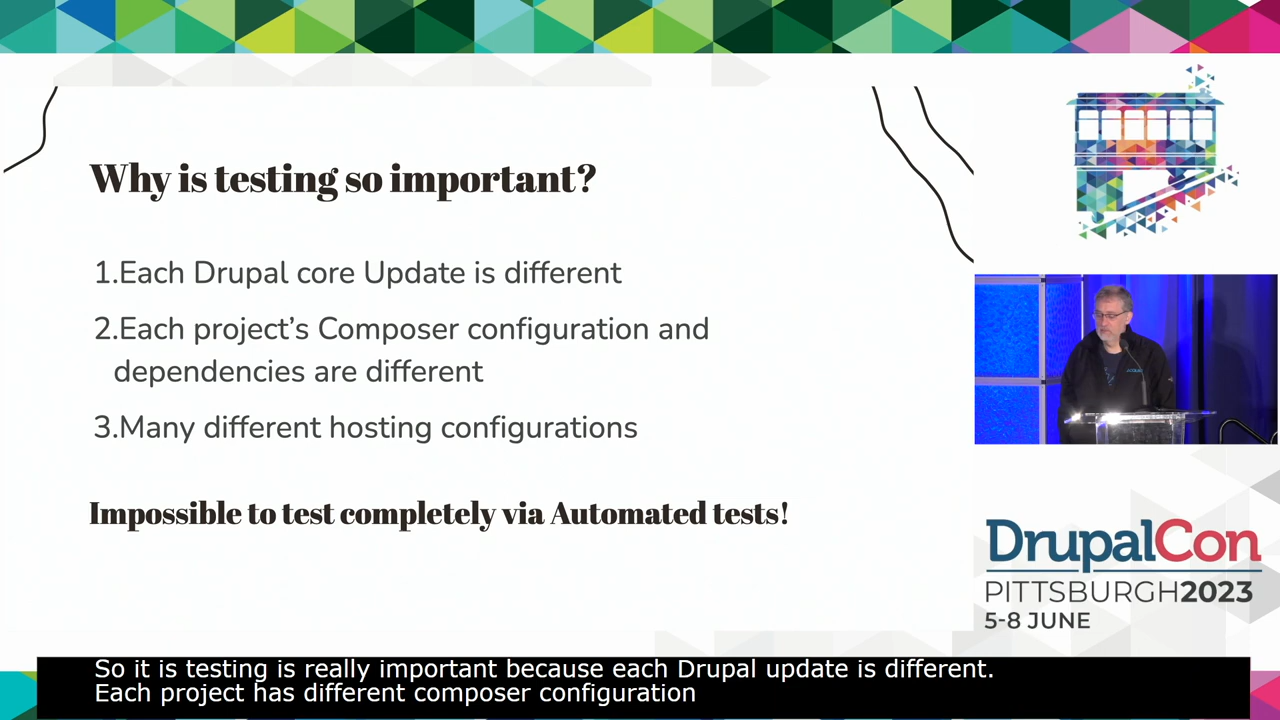 Why is testing so important?
1.Each Drupal core Update is different
2.Each project's Composer configuration and
dependencies are different
3.Many different hosting configurations
Impossible to test completely via Automated tests!
DrupalCon
PITTSBURGH2023
5-8 JUNE
So it is testing is really important because each Drupal update is different.
Each project has different composer configuration